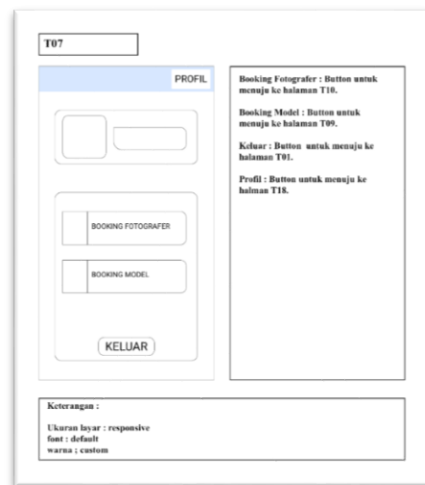 T07
PROFIL
BOOKING FOTOGRAFER
BOOKING MODEL
KELUAR
Booking Fotografer : Button untuk
menuju ke halaman T10.
Booking Model : Button untuk
menuju ke halaman T09.
Keluar : Button untuk menuju ke
halaman T01.
Profil : Button untuk menuju ke
halman T18.
Keterangan :
Ukuran layar : responsive
font : default
warna ; custom